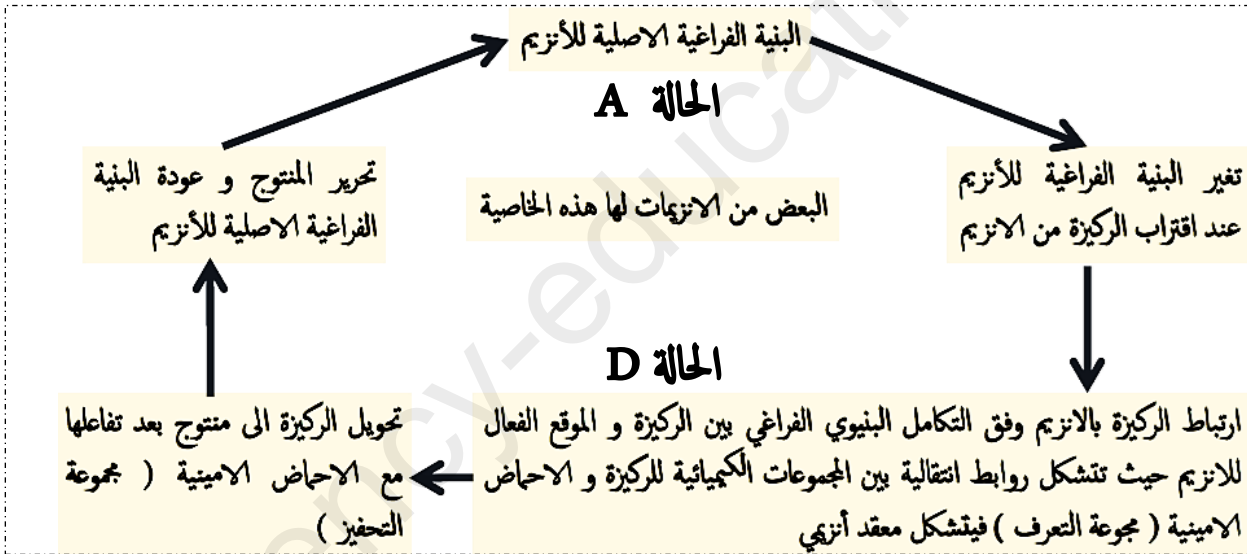 البنية الفراغية الاصلية للأنزيم
الحالة A
تغير البنية الفراغية للأنزيم
عند اقتراب الركيزة من الانزيم
البعض من الانزيمات لها هذه الخاصية
تحرير المنتوج و عودة البنية
الفراغية الاصلية للأنزيم
الحالة D
ارتباط الركيزة بالانزيم وفق التكامل البنيوي الفراغي بين الركيزة و الموقع الفعال
للانزيم حيث تتشكل روابط انتقالية بين المجموعات الكيميائية للركيزة و الاحماض
الامينية ( مجوعة التعرف ) فيتشكل معقد أنزيمي
تحويل الركيزة الى منتوج بعد تفاعلها
مع الاحماض الامينية ( مجموعة
التحفيز )
ency-educati